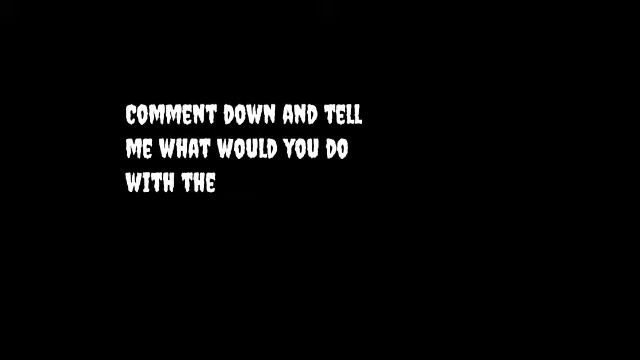 COMMENT DOWN AND TELL
ME WHAT WOULD YOU DO
WITH THE